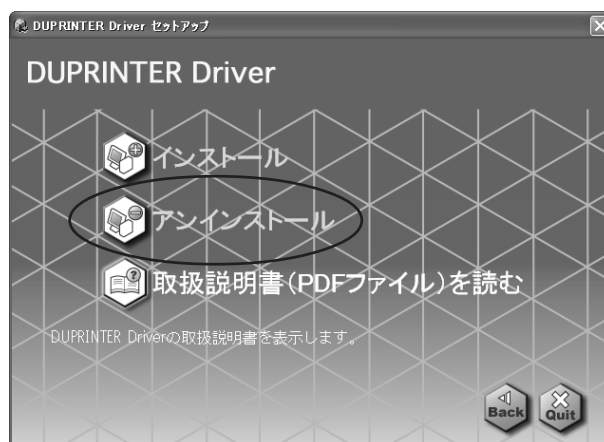 DUPRINTER Driver セットアップ
DUPRINTER Driver
インストール
アンインストール
取扱説明書(PDFファイル)を読む
DUPRINTER Driverの取扱説明書を表示します。
Back
Quit